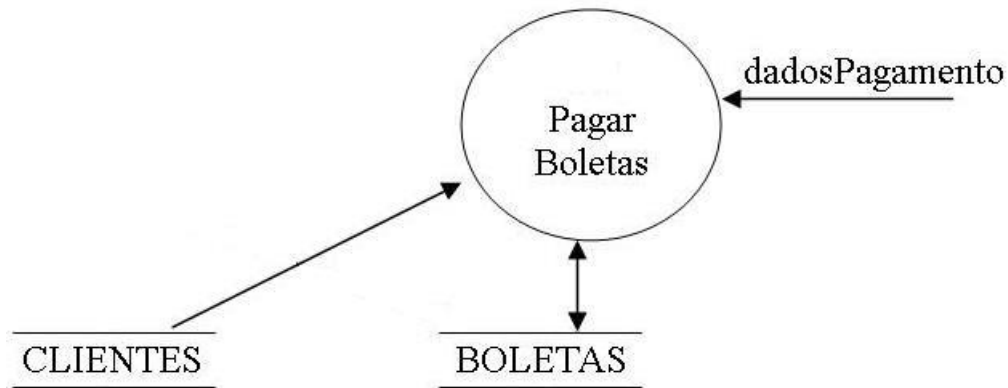 dadosPagamento
Pagar
Boletas
CLIENTES
BOLETAS